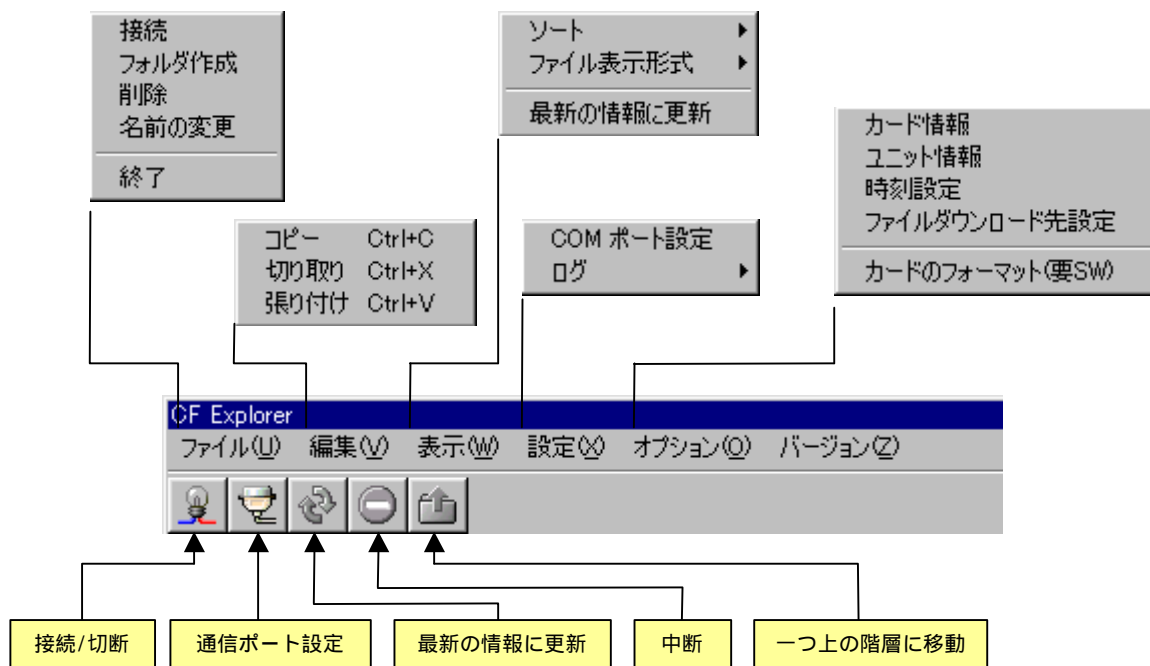 接続
フォルダ作成
削除
名前の変更
終了
ソート
ファイル表示形式
最新の情報に更新
カード情報
ユニット情報
時刻設定
ファイルダウンロード先設定
カードのフォーマット(要SW)
コピー Ctrl+C
切り取り Ctrl+X
張り付け Ctrl+V
COM ポート設定
ログ
CF Explorer
ファイル(U) 編集(V) 表示(W) 設定(X) オプション(O) バージョン(Z)
接続/切断 通信ポート設定 最新の情報に更新 中断 一つ上の階層に移動